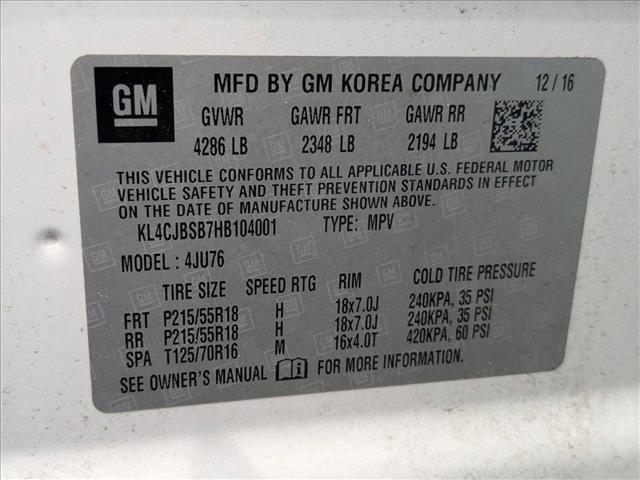 GM MFD BY GM KOREA COMPANY 12/16
GVWR GAWR FRT GAWR RR
4286 LB 2348 LB 2194 LB
THIS VEHICLE CONFORMS TO ALL APPLICABLE U.S. FEDERAL MOTOR
VEHICLE SAFETY AND THEFT PREVENTION STANDARDS IN EFFECT
ON THE DATE OF MANUFACTURE SHOWN ABOVE.
KL4CJBSB7HB104001 TYPE: MPV
MODEL : 4JU76
TIRE SIZE SPEED RTG RIM COLD TIRE PRESSURE
FRT P215/55R18 H 18x7.0J 240KPA, 35 PSI
RR P215/55R18 H 18x7.0J 240KPA, 35 PSI
SPA T125/70R16 M 16x4.0T 420KPA, 60 PSI
SEE OWNER'S MANUAL FOR MORE INFORMATION.